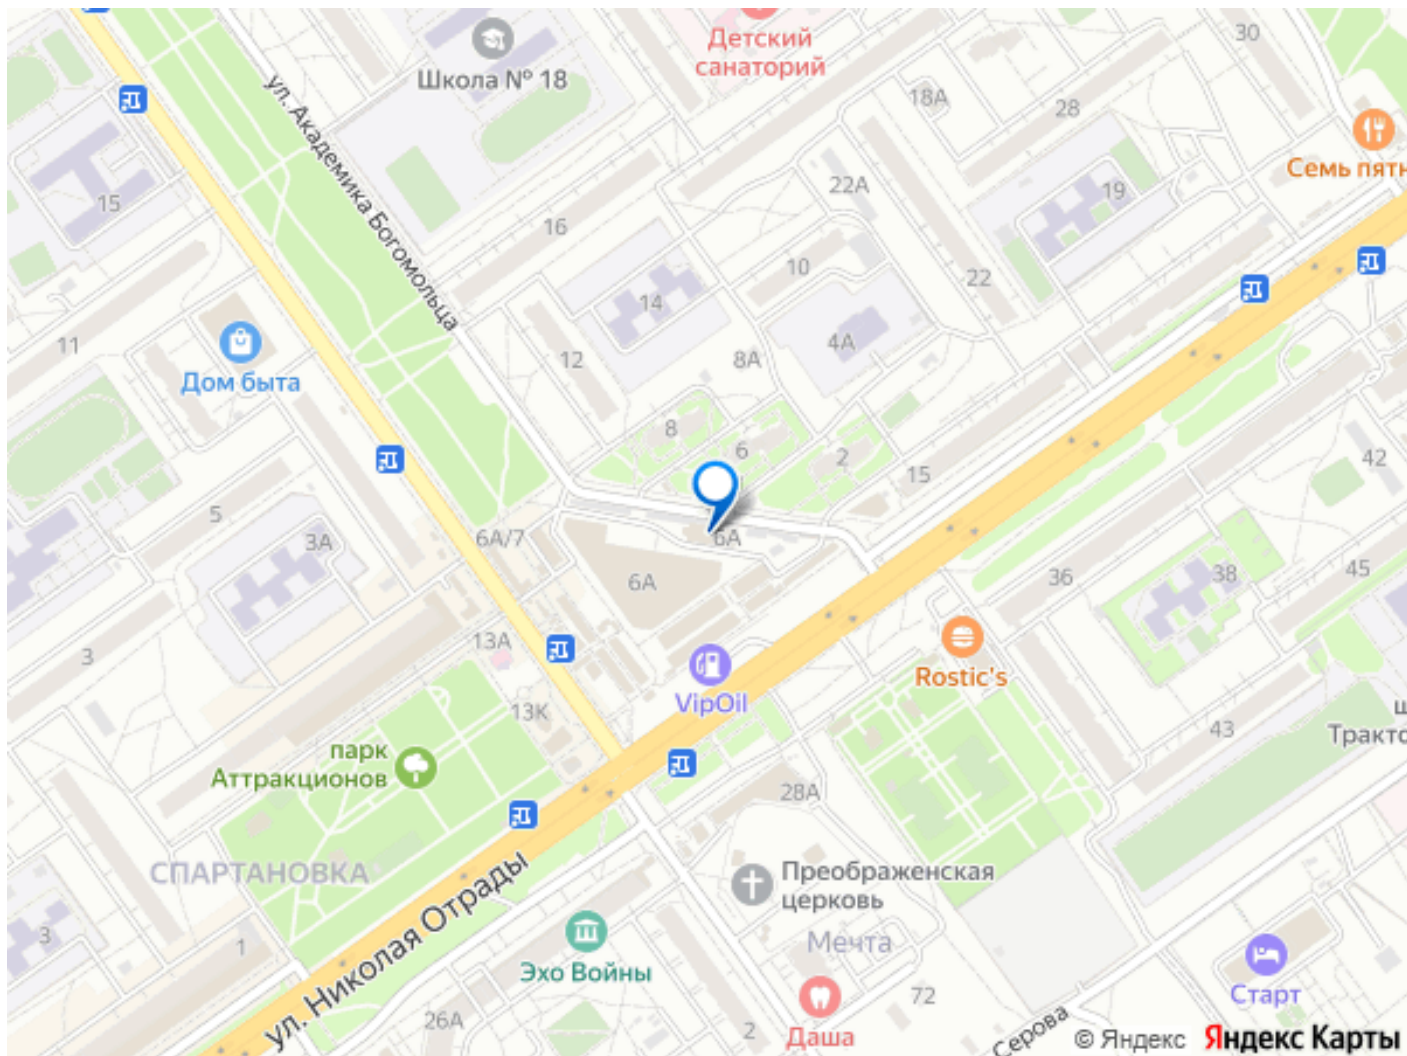 Школа № 18
Детский
санаторий
30
18А
28
Семь пятн
ул. Академика Богомольца
15
22А
19
16
10
22
14
4А
11
12
8А
Дом быта
8
6
2
15
42
5
3А
6А/7
6А
6А
36
38
45
3
13А
Rostic's
VipOil
13К
43
ш
Тракто
парк
Аттракционов
28А
СПАРТАНОВКА
Преображенская
церковь
ул. Николая Отрады
3
1
Мечта
Эхо Войны
Старт
72
26А
2
Даша
Серова
© Яндекс Яндекс Карты